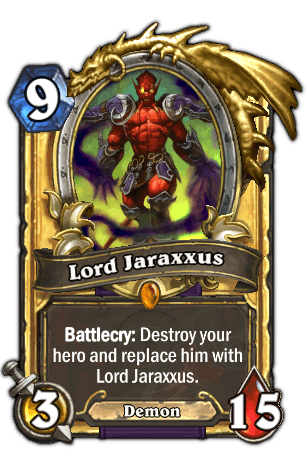 9
Lord Jaraxxus
Battlecry: Destroy your
hero and replace him with
Lord Jaraxxus.
3
Demon
15